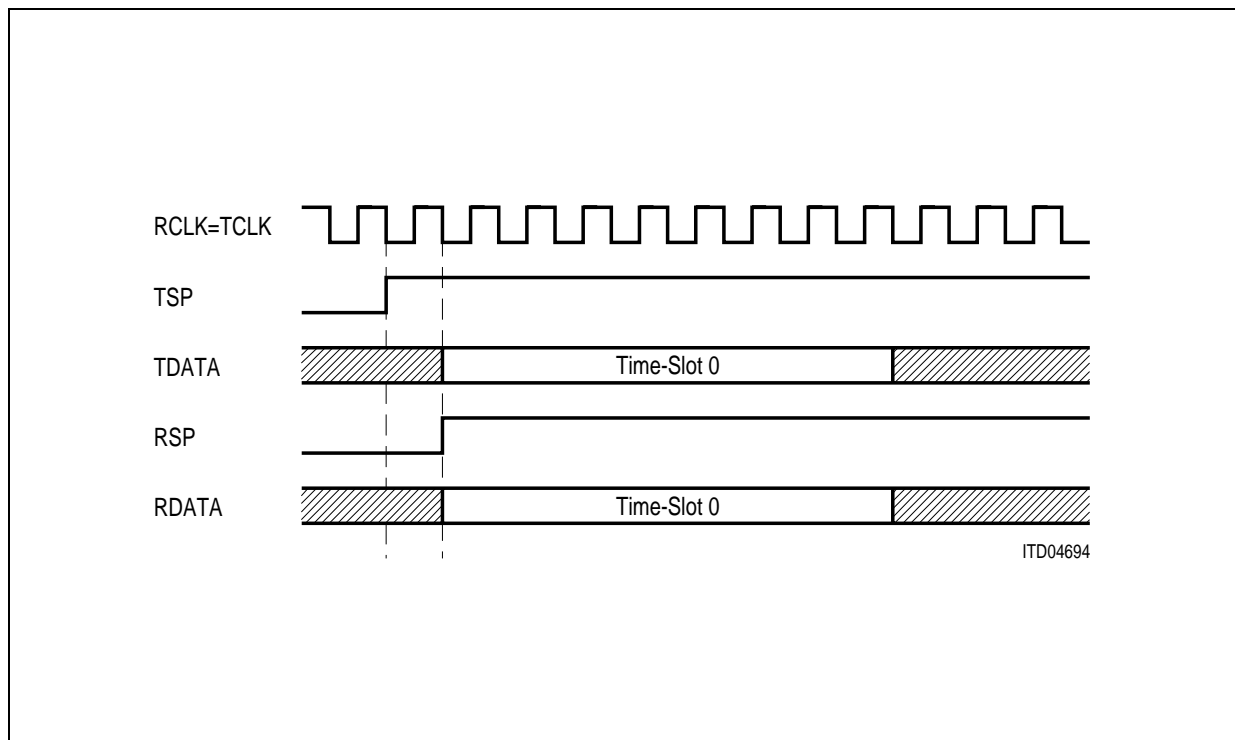 RCLK=TCLK
TSP
TDATA Time-Slot 0
RSP
RDATA Time-Slot 0
ITD04694